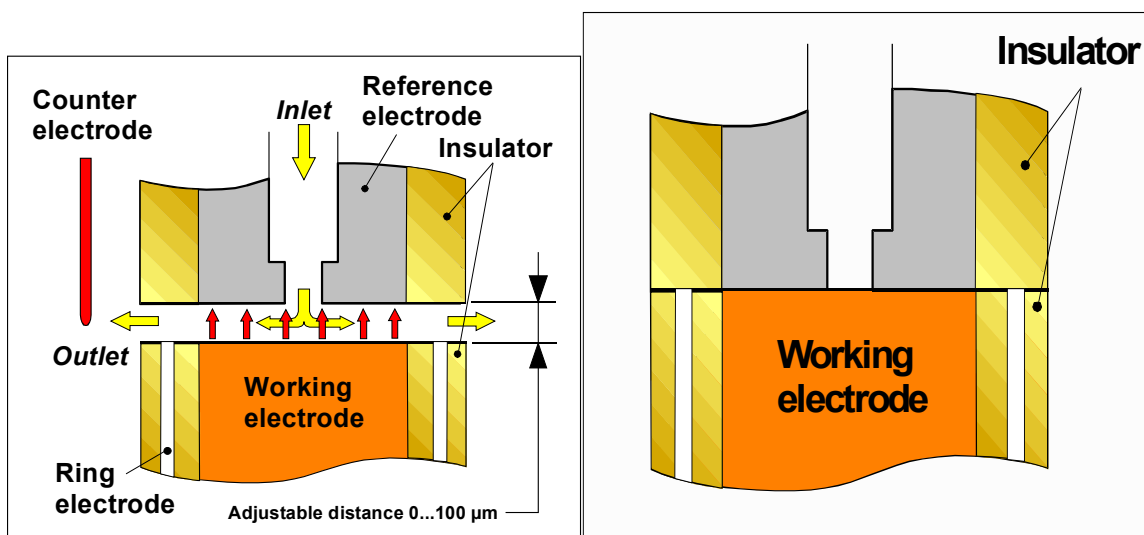 Counter
electrode
Inlet
Reference
electrode
Insulator
Outlet
Working
electrode
Ring
electrode
Adjustable distance 0...100 µm
Insulator
Working
electrode